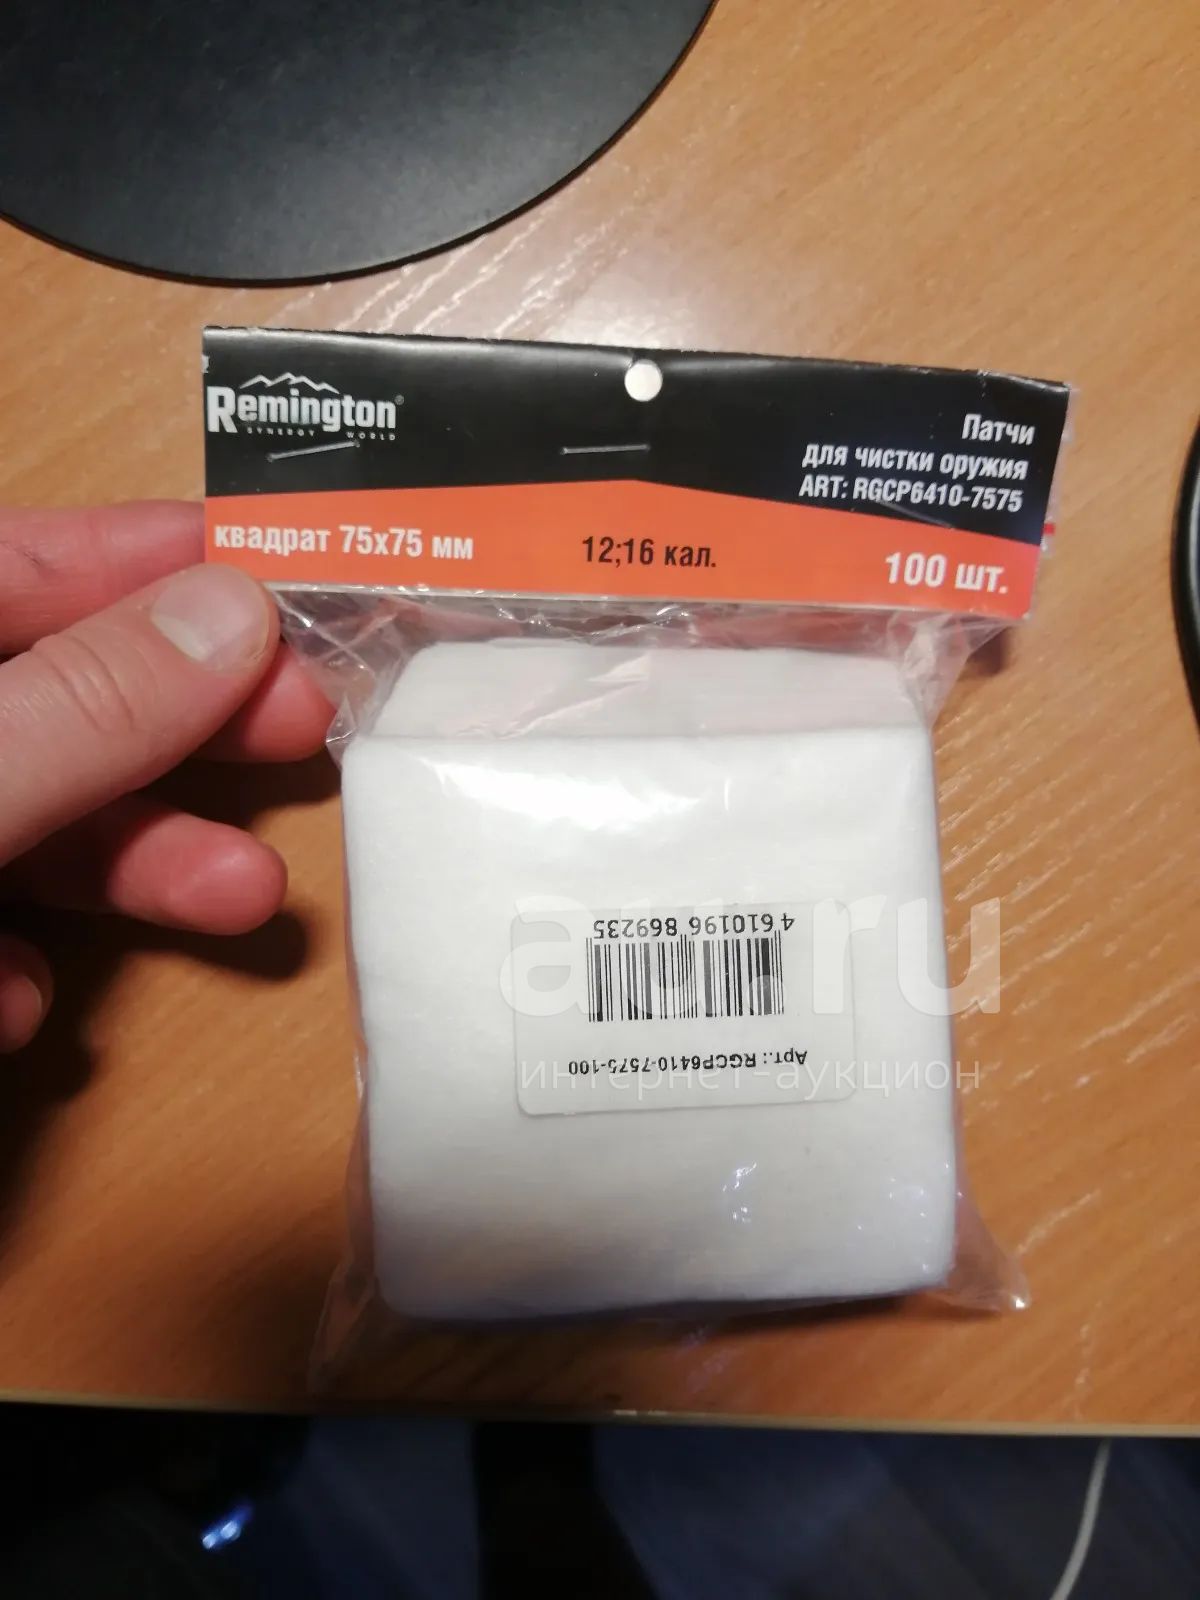 Remington®
SYNERGY WORLD
Патчи
для чистки оружия
ART: RGCP6410-7575
квадрат 75x75 мм
12;16 кал.
100 шт.
4 610196 869235
Арт.: RGCP6410-7575-100
au.ru
интернет-аукцион